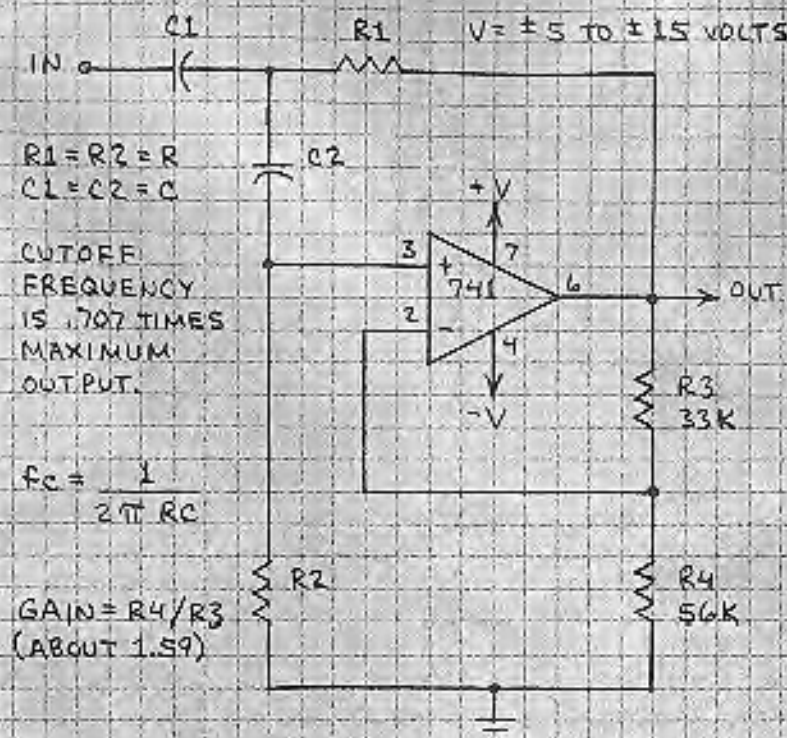 C1
R1
V = ± 5 TO ± 15 VOLTS
IN
R1 = R2 = R
C1 = C2 = C
C2
+V
CUTOFF
FREQUENCY
IS .707 TIMES
MAXIMUM
OUTPUT.
3
+
7
741
6
OUT
2
-
4
-V
R3
33K
fc = 1
2 π RC
R2
R4
56K
GAIN = R4/R3
(ABOUT 1.59)